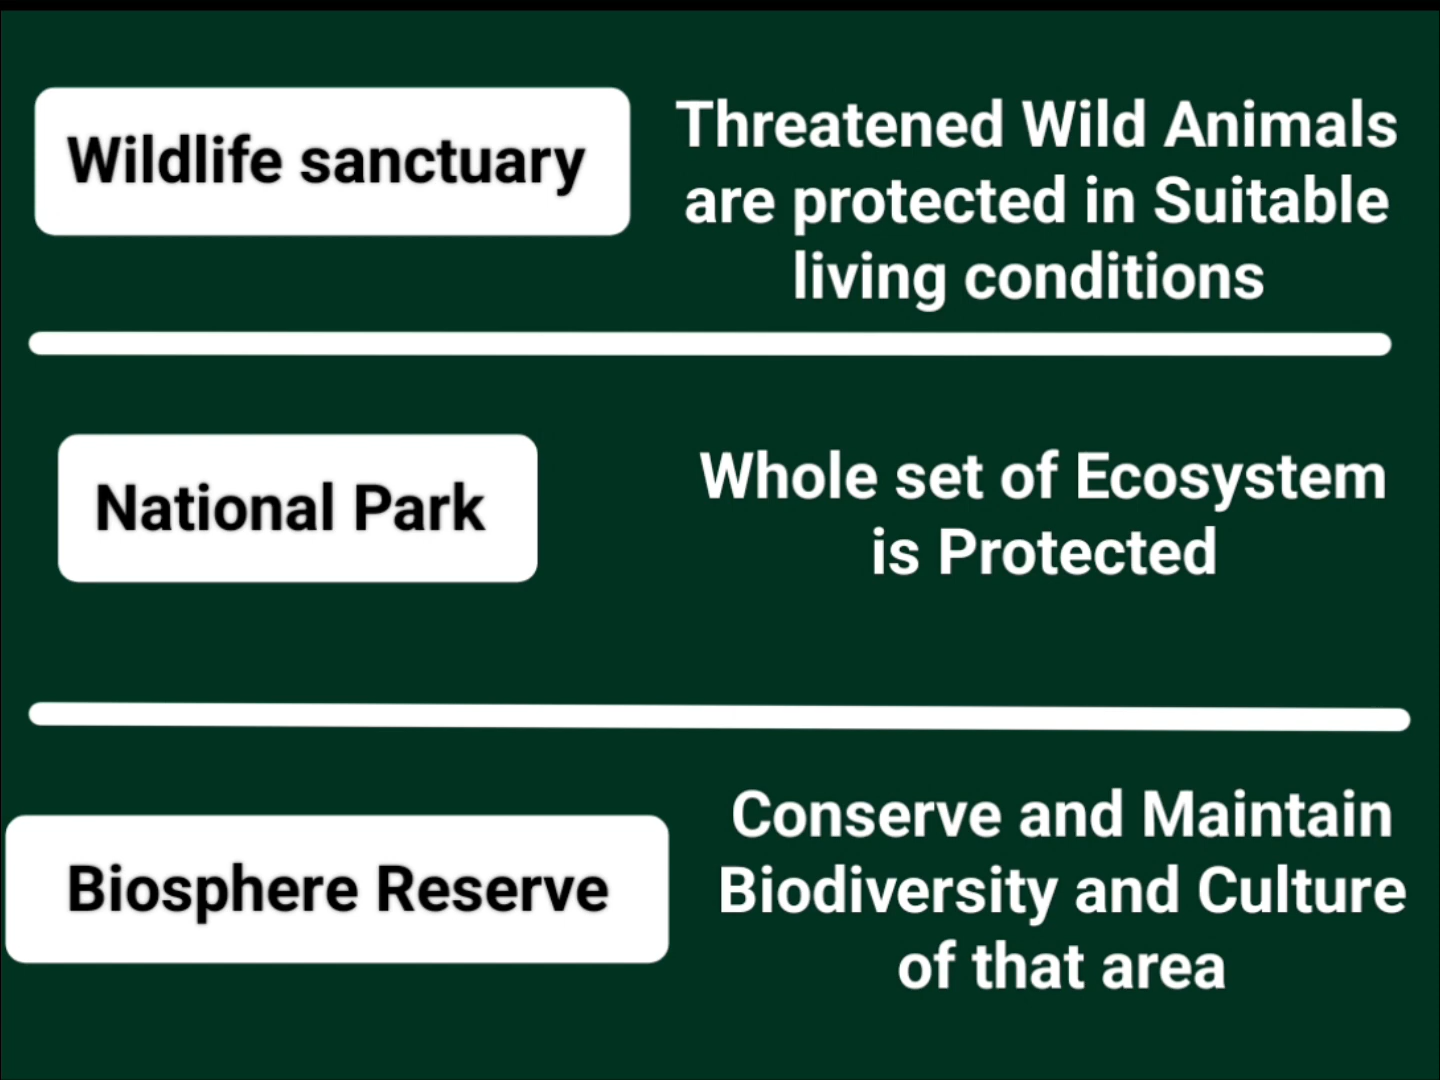 Wildlife sanctuary
Threatened Wild Animals
are protected in Suitable
living conditions
National Park
Whole set of Ecosystem
is Protected
Biosphere Reserve
Conserve and Maintain
Biodiversity and Culture
of that area